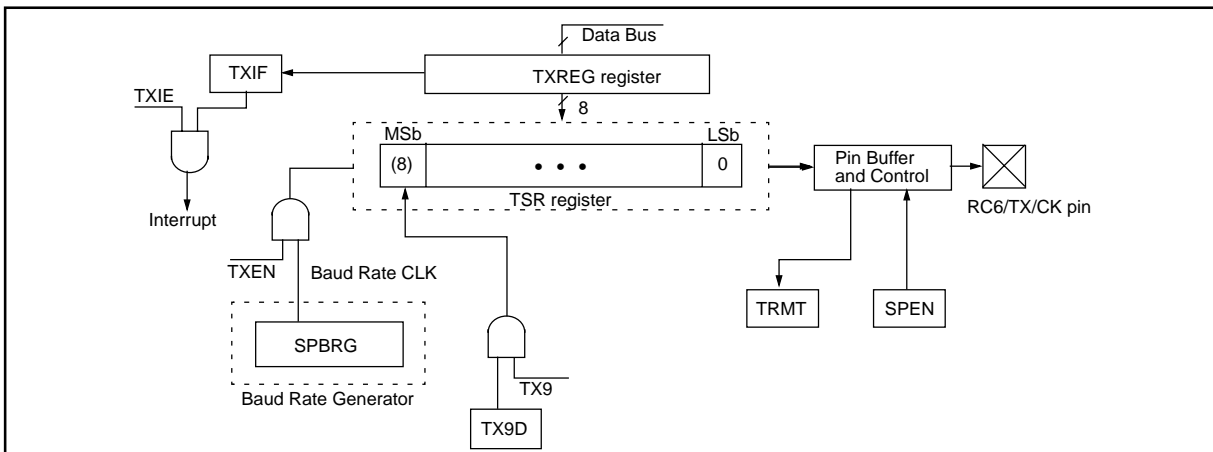 Data Bus
TXIF
TXREG register
TXIE
8
MSb
LSb
(8)
• • •
0
Pin Buffer
and Control
TSR register
Interrupt
RC6/TX/CK pin
TXEN
Baud Rate CLK
TRMT
SPEN
SPBRG
TX9
Baud Rate Generator
TX9D